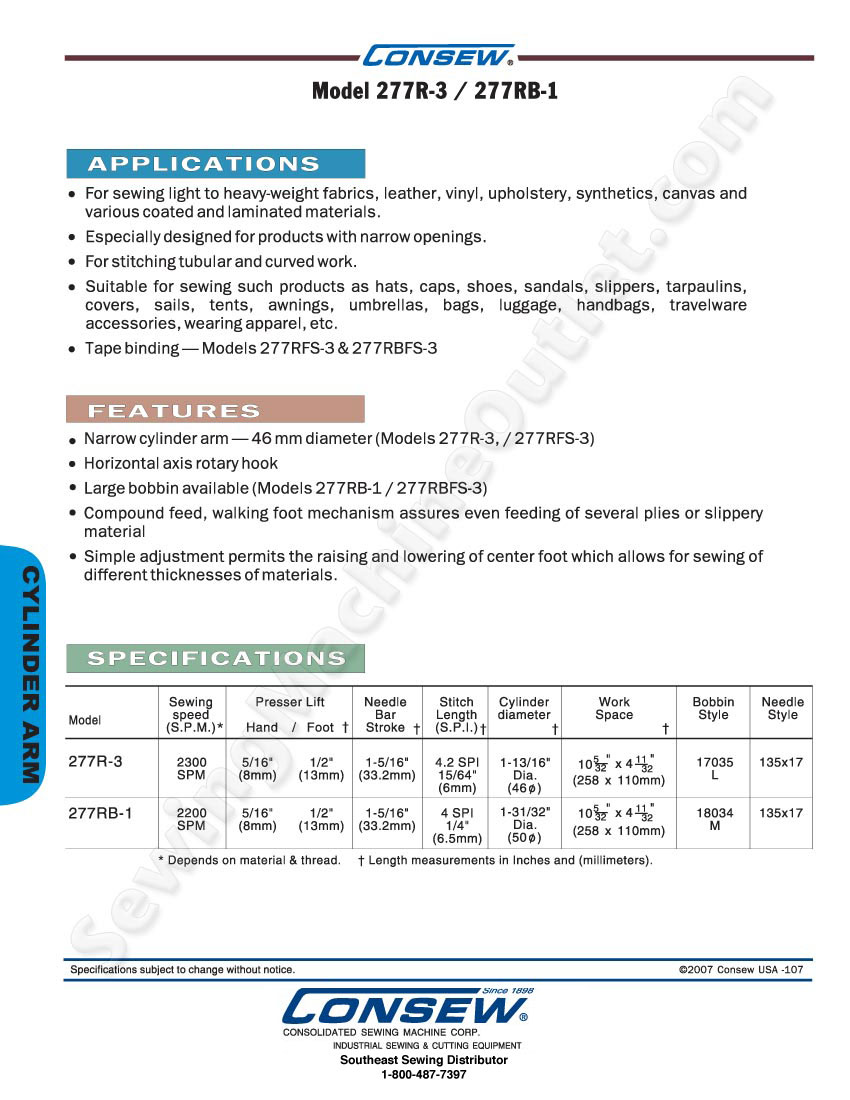 CONSEW®
Model 277R-3 / 277RB-1
APPLICATIONS
• For sewing light to heavy-weight fabrics, leather, vinyl, upholstery, synthetics, canvas and
various coated and laminated materials.
• Especially designed for products with narrow openings.
• For stitching tubular and curved work.
• Suitable for sewing such products as hats, caps, shoes, sandals, slippers, tarpaulins,
covers, sails, tents, awnings, umbrellas, bags, luggage, handbags, travelware
accessories, wearing apparel, etc.
• Tape binding — Models 277RFS-3 & 277RBFS-3
FEATURES
• Narrow cylinder arm — 46 mm diameter (Models 277R-3, / 277RFS-3)
• Horizontal axis rotary hook
• Large bobbin available (Models 277RB-1 / 277RBFS-3)
• Compound feed, walking foot mechanism assures even feeding of several plies or slippery
material
• Simple adjustment permits the raising and lowering of center foot which allows for sewing of
different thicknesses of materials.
CYLINDER ARM
SPECIFICATIONS
Sewing Presser Lift Needle Stitch Cylinder Work Bobbin Needle
Model speed Bar Length diameter Space Style Style
(S.P.M.)* Hand / Foot † Stroke † (S.P.I.)† † †
277R-3 2300 5/16" 1/2" 1-5/16" 4.2 SPI 1-13/16" 10 5/32" x 4 11/32" 17035 135x17
SPM (8mm) (13mm) (33.2mm) 15/64" Dia. (258 x 110mm) L
(6mm) (46ø)
277RB-1 2200 5/16" 1/2" 1-5/16" 4 SPI 1-31/32" 10 5/32" x 4 11/32" 18034 135x17
SPM (8mm) (13mm) (33.2mm) 1/4" Dia. (258 x 110mm) M
(6.5mm) (50ø)
* Depends on material & thread. † Length measurements in Inches and (millimeters).
SewingMachineOutlet.com
Specifications subject to change without notice. ©2007 Consew USA -107
Since 1898
CONSEW®
CONSOLIDATED SEWING MACHINE CORP.
INDUSTRIAL SEWING & CUTTING EQUIPMENT
Southeast Sewing Distributor
1-800-487-7397